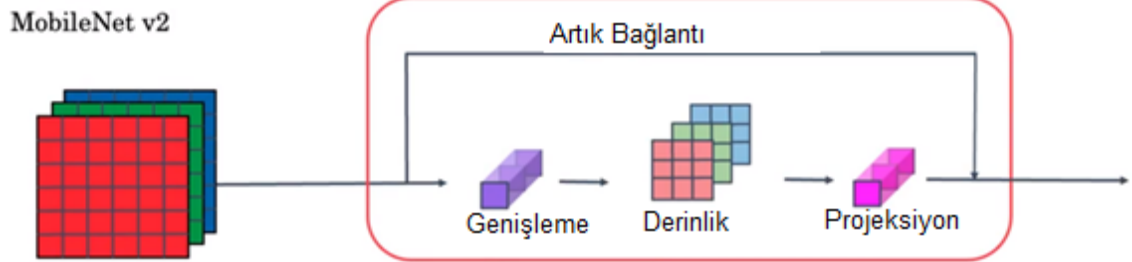 MobileNet v2
Artık Bağlantı
Genişleme
Derinlik
Projeksiyon